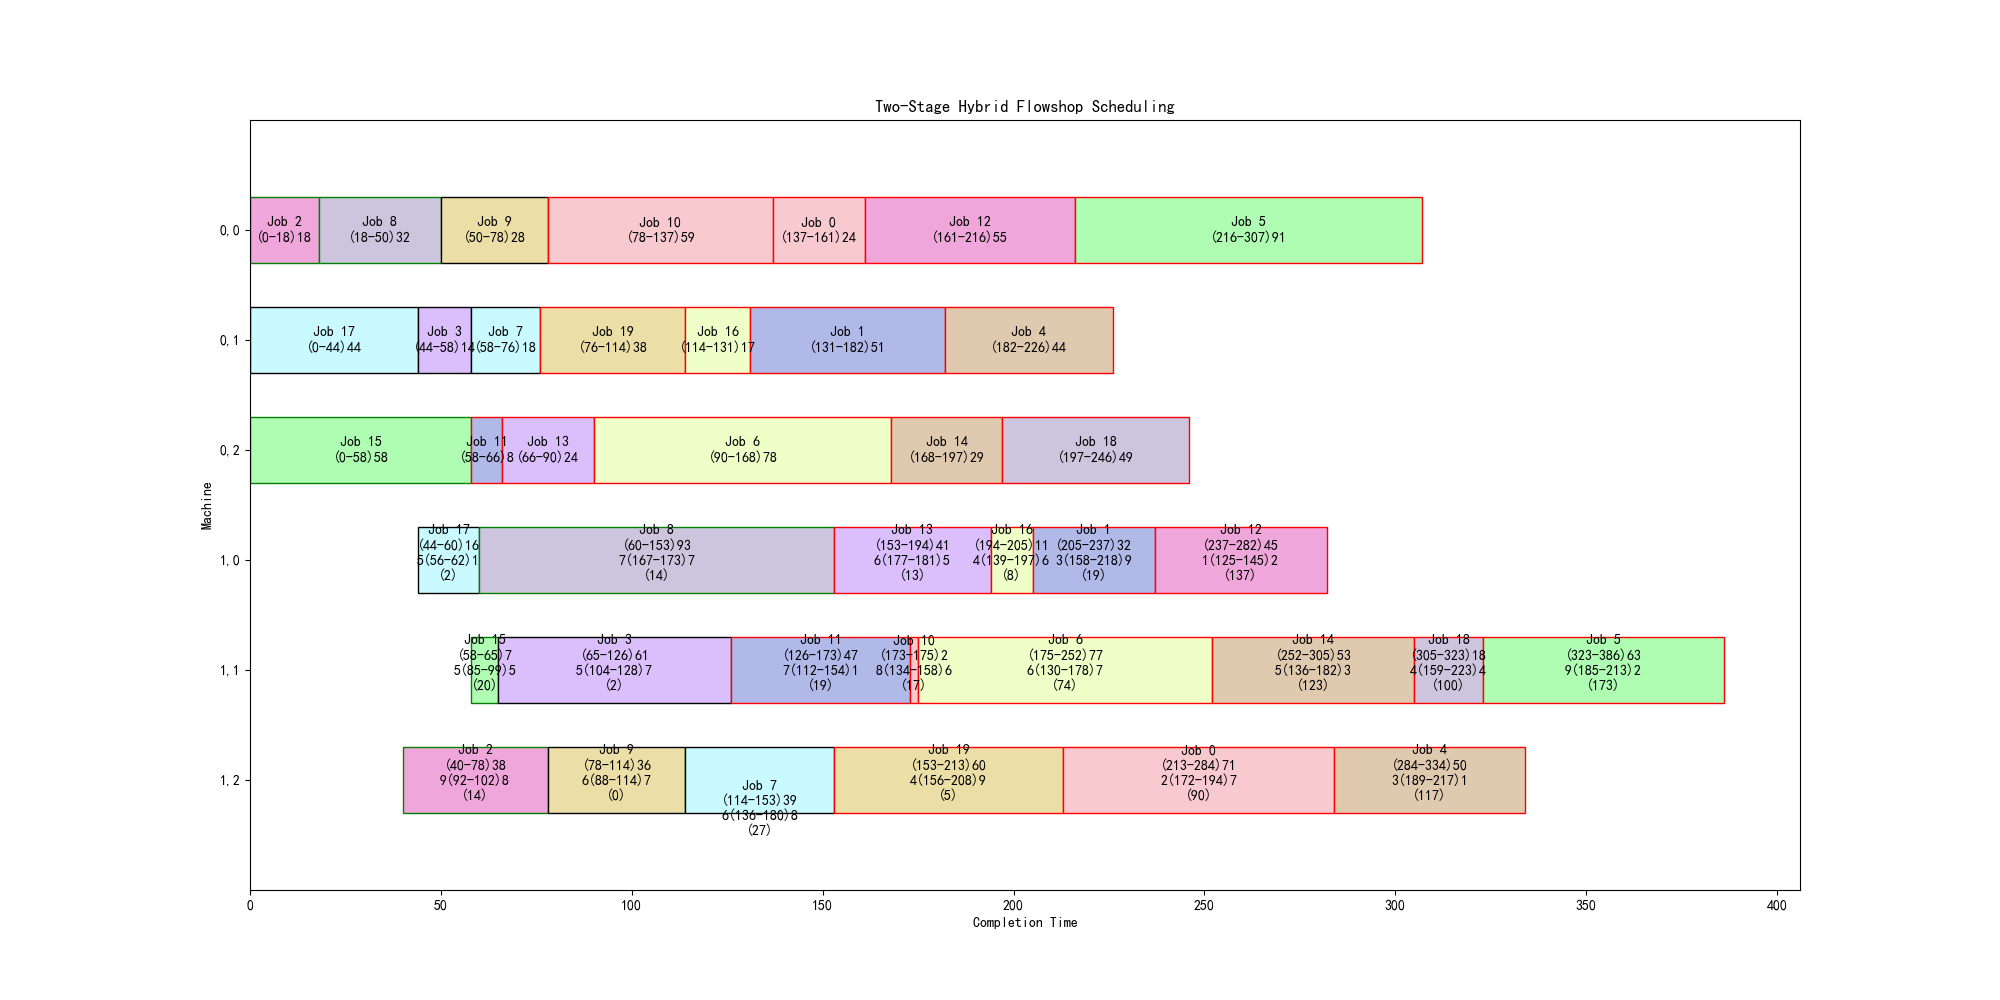 Two-Stage Hybrid Flowshop Scheduling
Machine
0,0
Job 2
(0-18)18
Job 8
(18-50)32
Job 9
(50-78)28
Job 10
(78-137)59
Job 0
(137-161)24
Job 12
(161-216)55
Job 5
(216-307)91
0,1
Job 17
(0-44)44
Job 3
(44-58)14
Job 7
(58-76)18
Job 19
(76-114)38
Job 16
(114-131)17
Job 1
(131-182)51
Job 4
(182-226)44
0,2
Job 15
(0-58)58
Job 11
(58-66)8
Job 13
(66-90)24
Job 6
(90-168)78
Job 14
(168-197)29
Job 18
(197-246)49
1,0
Job 17
(44-60)16
5(56-62)1
(2)
Job 8
(60-153)93
7(167-173)7
(14)
Job 13
(153-194)41
6(177-181)5
(13)
Job 16
(194-205)11
4(139-197)6
(8)
Job 1
(205-237)32
3(158-218)9
(19)
Job 12
(237-282)45
1(125-145)2
(137)
1,1
Job 15
(58-65)7
5(85-99)5
(20)
Job 3
(65-126)61
5(104-128)7
(2)
Job 11
(126-173)47
7(112-154)1
(19)
Job 10
(173-175)2
8(134-158)6
(17)
Job 6
(175-252)77
6(130-178)7
(74)
Job 14
(252-305)53
5(136-182)3
(123)
Job 18
(305-323)18
4(159-223)4
(100)
Job 5
(323-386)63
9(185-213)2
(173)
1,2
Job 2
(40-78)38
9(92-102)8
(14)
Job 9
(78-114)36
6(88-114)7
(0)
Job 7
(114-153)39
6(136-180)8
(27)
Job 19
(153-213)60
4(156-208)9
(5)
Job 0
(213-284)71
2(172-194)7
(90)
Job 4
(284-334)50
3(189-217)1
(117)
0
50
100
150
200
250
300
350
400
Completion Time